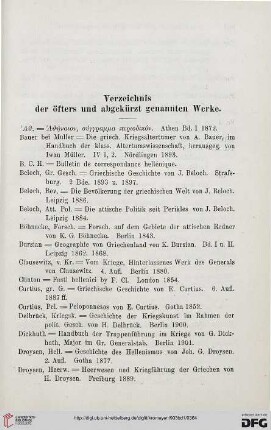 Verzeichnis
der öfters und abgekürzt genannten Werke.
Ἀθ. — Ἀθήναιον, σύγγραμμα περιοδικόν. Athen Bd. I 1872.
Bauer bei Müller — Die griech. Kriegsaltertümer von A. Bauer, im
Handbuch der klass. Altertumswissenschaft, herausgeg. von
Iwan Müller. IV 1, 2. Nördlingen 1893.
B. C. H. — Bulletin de correspondance hellénique.
Beloch, Gr. Gesch. — Griechische Geschichte von J. Beloch. Straß-
burg. 2 Bde. 1893 u. 1897.
Beloch, Bev. — Die Bevölkerung der griechischen Welt von J. Beloch.
Leipzig 1886.
Beloch, Att. Pol. — Die attische Politik seit Perikles von J. Beloch.
Leipzig 1884.
Böhnecke, Forsch. — Forsch. auf dem Gebiete der attischen Redner
von K. G. Böhnecke. Berlin 1843.
Bursian — Geographie von Griechenland von K. Bursian. Bd. I u. II.
Leipzig 1862. 1868.
Clausewitz, v. Kr. — Vom Kriege, Hinterlassenes Werk des Generals
von Clausewitz. 4. Aufl. Berlin 1880.
Clinton — Fasti hellenici by F. Cl. London 1854.
Curtius, gr. G. — Griechische Geschichte von E. Curtius. 6. Aufl.
1887 ff.
Curtius, Pel. — Peloponnesos von E. Curtius. Gotha 1852.
Delbrück, Kriegsk. — Geschichte der Kriegskunst im Rahmen der
polit. Gesch. von H. Delbrück. Berlin 1900.
Dickhuth — Handbuch der Truppenführung im Kriege von G. Dick-
huth, Major im Gr. Generalstab. Berlin 1901.
Droysen, Hell. — Geschichte des Hellenismus von Joh. G. Droysen.
2. Aufl. Gotha 1877.
Droysen, Heerw. — Heerwesen und Kriegführung der Griechen von
H. Droysen. Freiburg 1889.
UNIVERSITÄTS-
BIBLIOTHEK
HEIDELBERG
Gefördert durch die
DFG